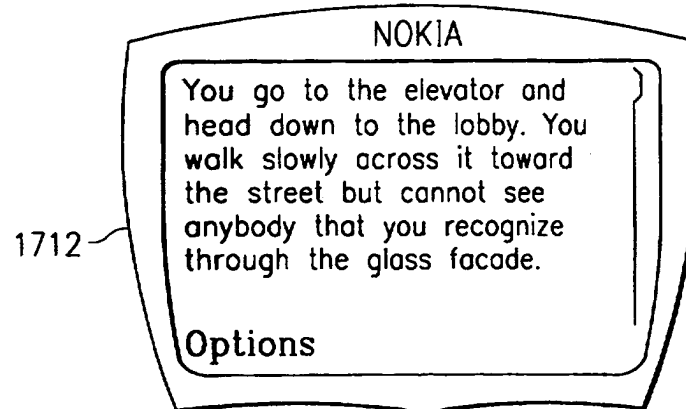 NOKIA
You go to the elevator and
head down to the lobby. You
walk slowly across it toward
the street but cannot see
anybody that you recognize
through the glass facade.
1712
Options